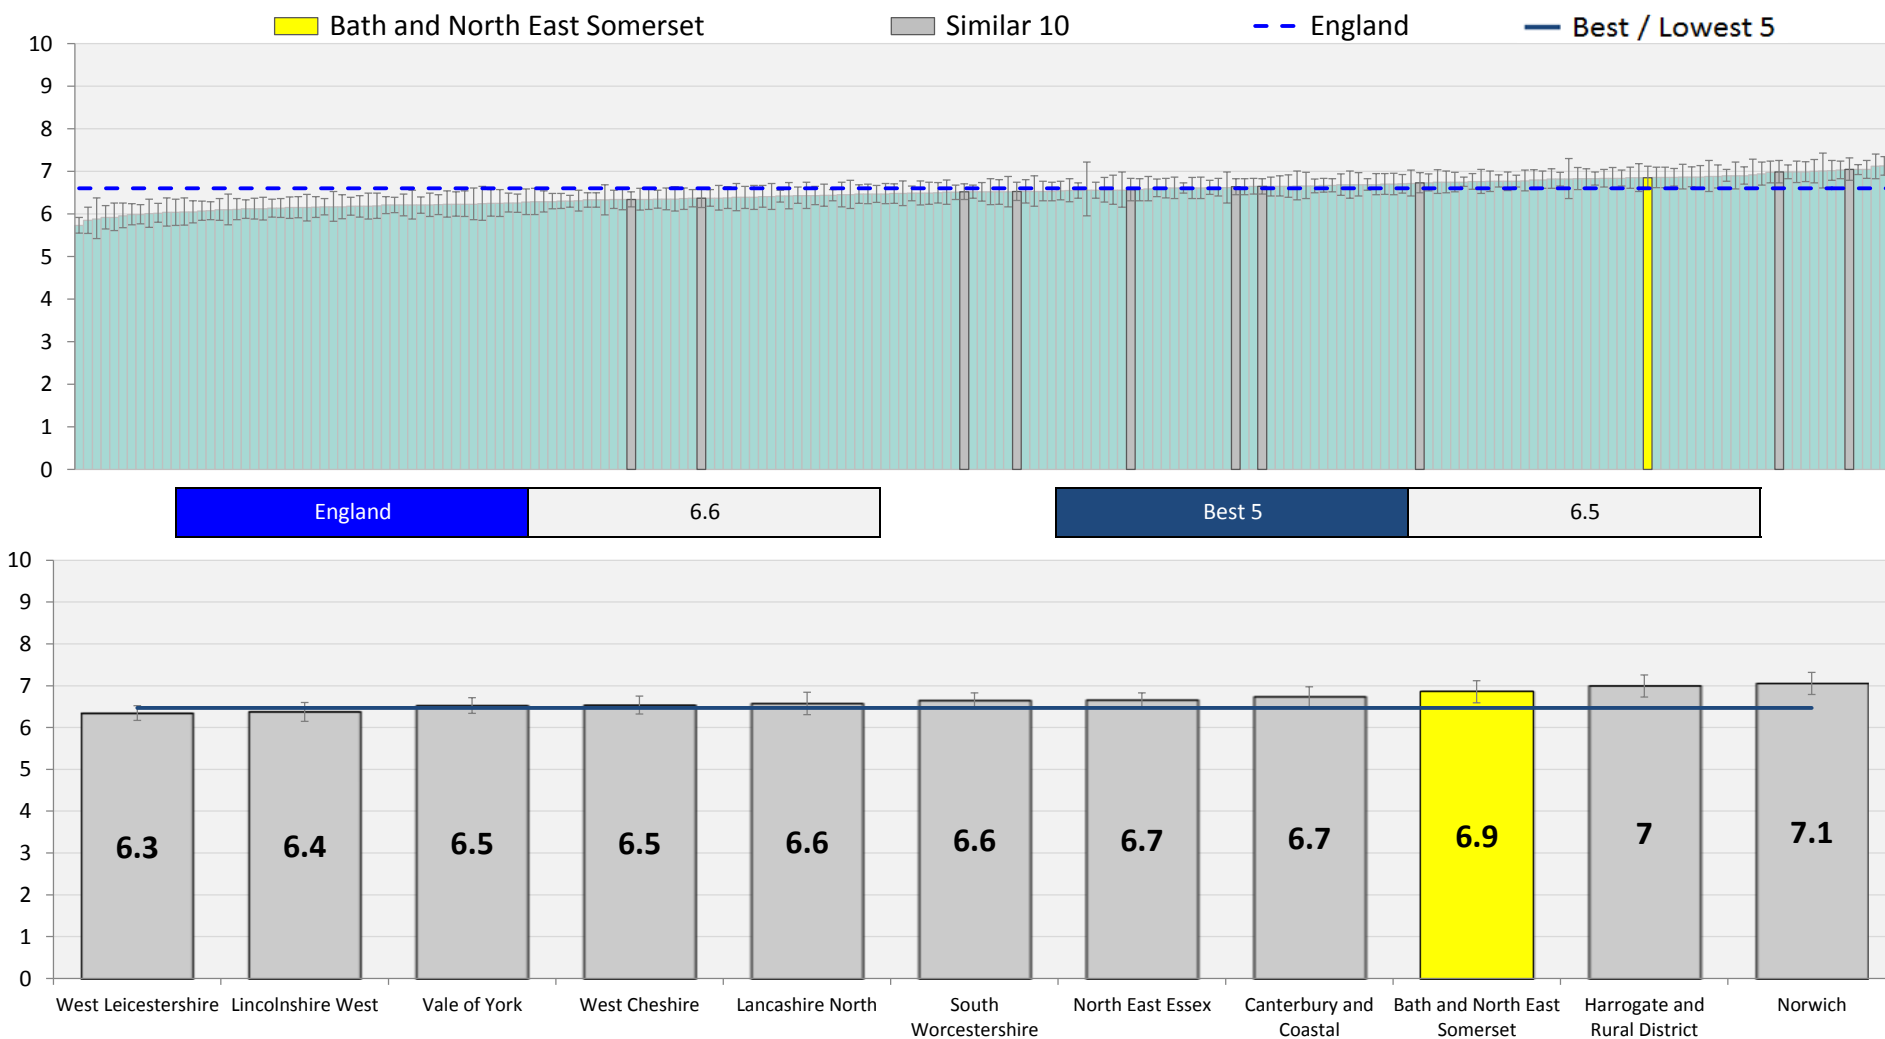 Bath and North East Somerset
Similar 10
England
Best / Lowest 5
10
9
8
7
6
5
4
3
2
1
0
England
6.6
Best 5
6.5
10
9
8
7
6
5
4
3
2
1
0
6.3
6.4
6.5
6.5
6.6
6.6
6.7
6.7
6.9
7
7.1
West Leicestershire
Lincolnshire West
Vale of York
West Cheshire
Lancashire North
South
Worcestershire
North East Essex
Canterbury and
Coastal
Bath and North East
Somerset
Harrogate and
Rural District
Norwich